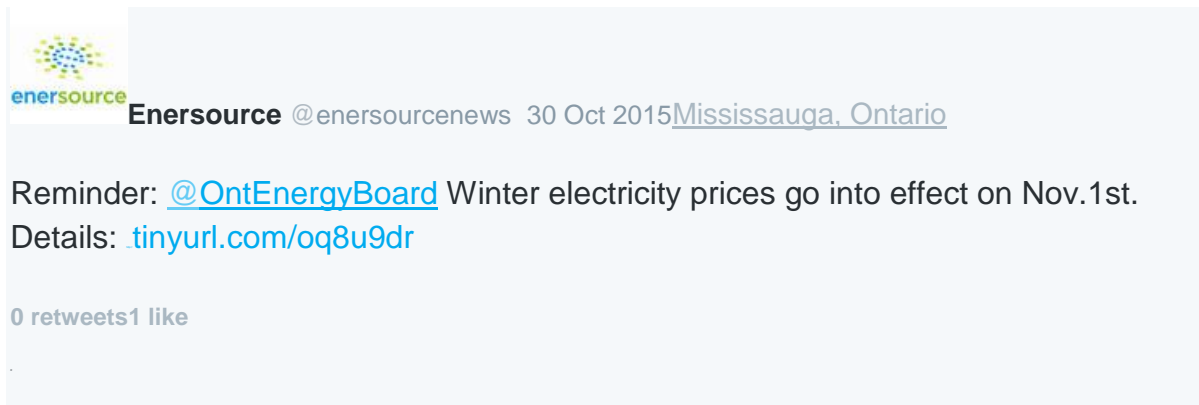 enersource
Enersource @enersourcenews 30 Oct 2015Mississauga, Ontario
Reminder: @OntEnergyBoard Winter electricity prices go into effect on Nov.1st.
Details: tinyurl.com/oq8u9dr
0 retweets1 like